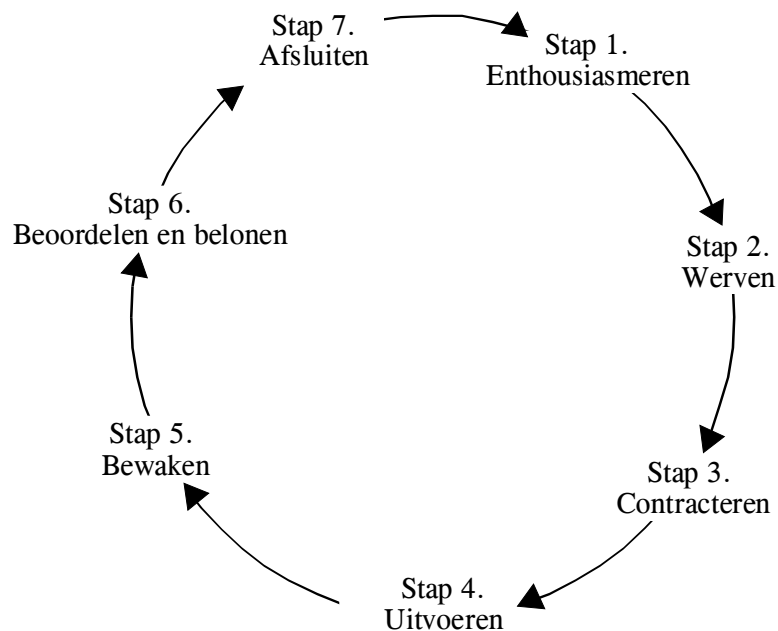 Stap 1.
Enthousiasmeren
Stap 2.
Werven
Stap 3.
Contracteren
Stap 4.
Uitvoeren
Stap 5.
Bewaken
Stap 6.
Beoordelen en belonen
Stap 7.
Afsluiten